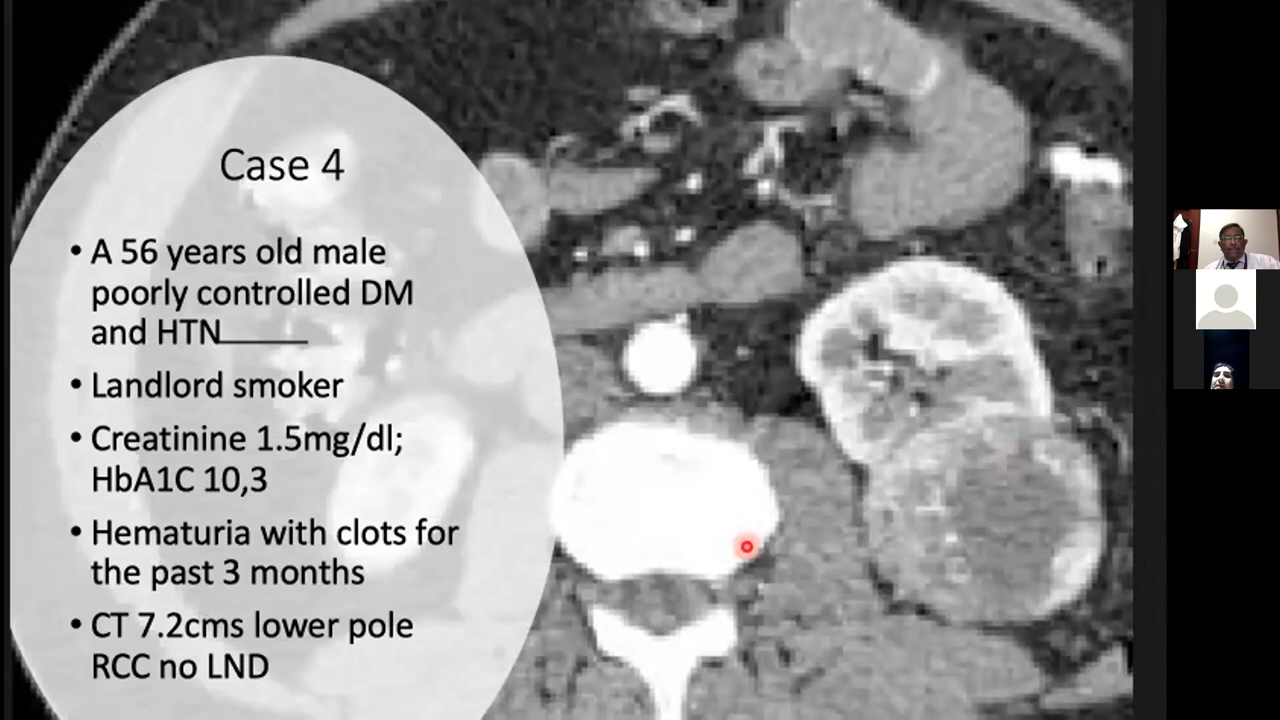 Case 4
• A 56 years old male
poorly controlled DM
and HTN
• Landlord smoker
• Creatinine 1.5mg/dl;
HbA1C 10,3
• Hematuria with clots for
the past 3 months
• CT 7.2cms lower pole
RCC no LND